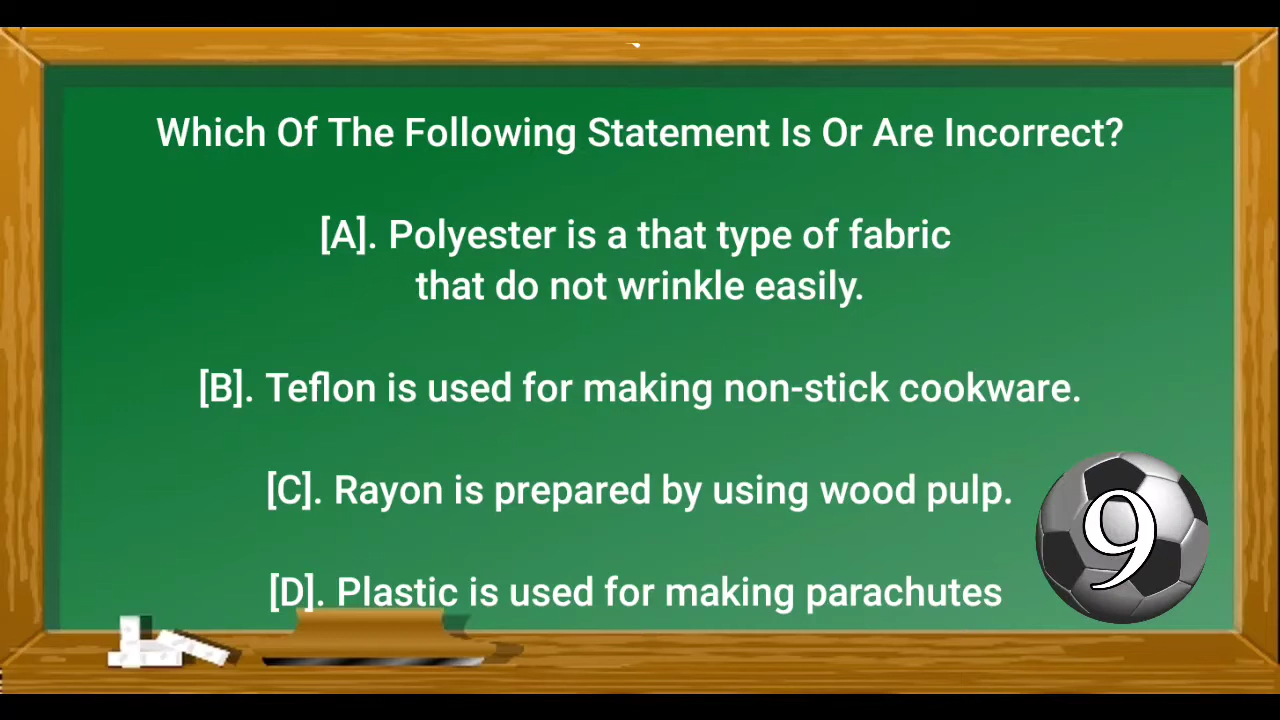 Which Of The Following Statement Is Or Are Incorrect?
[A]. Polyester is a that type of fabric
that do not wrinkle easily.
[B]. Teflon is used for making non-stick cookware.
[C]. Rayon is prepared by using wood pulp.
9
[D]. Plastic is used for making parachutes